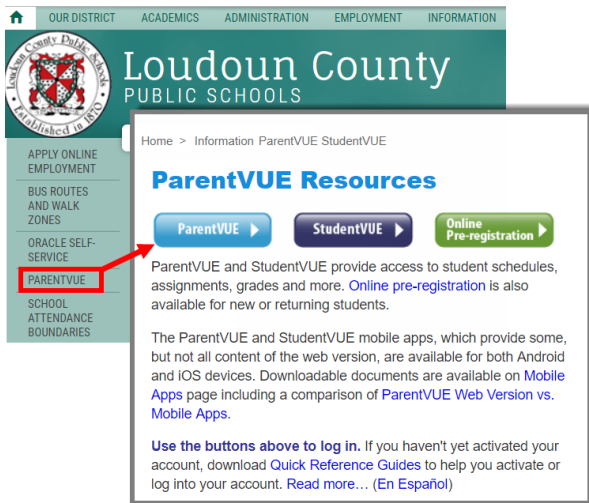 OUR DISTRICT ACADEMICS ADMINISTRATION EMPLOYMENT INFORMATION
Loudoun County Public Schools
Established in 1870
Loudoun County
PUBLIC SCHOOLS
APPLY ONLINE
EMPLOYMENT
BUS ROUTES
AND WALK
ZONES
ORACLE SELF-
SERVICE
PARENTVUE
SCHOOL
ATTENDANCE
BOUNDARIES
Home > Information ParentVUE StudentVUE
ParentVUE Resources
ParentVUE StudentVUE Online
Pre-registration
ParentVUE and StudentVUE provide access to student schedules,
assignments, grades and more. Online pre-registration is also
available for new or returning students.
The ParentVUE and StudentVUE mobile apps, which provide some,
but not all content of the web version, are available for both Android
and iOS devices. Downloadable documents are available on Mobile
Apps page including a comparison of ParentVUE Web Version vs.
Mobile Apps.
Use the buttons above to log in. If you haven't yet activated your
account, download Quick Reference Guides to help you activate or
log into your account. Read more… (En Español)